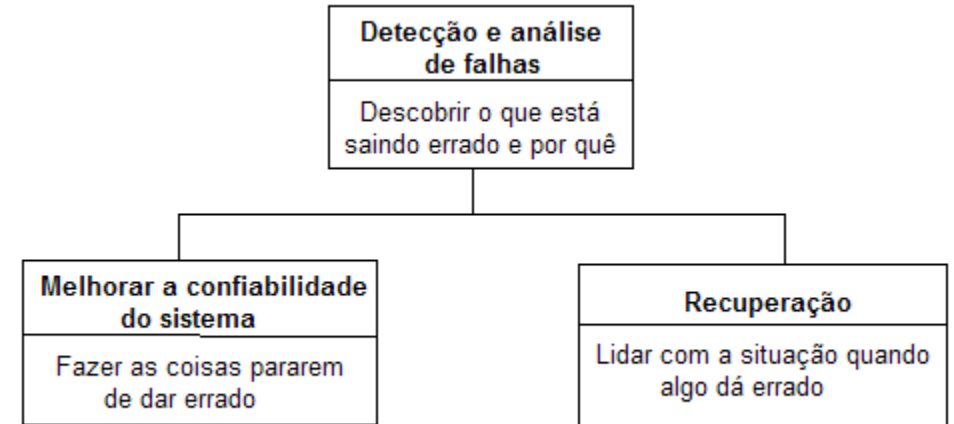 Detecção e análise
de falhas
Descobrir o que está
saindo errado e por quê
Melhorar a confiabilidade
do sistema
Fazer as coisas pararem
de dar errado
Recuperação
Lidar com a situação quando
algo dá errado